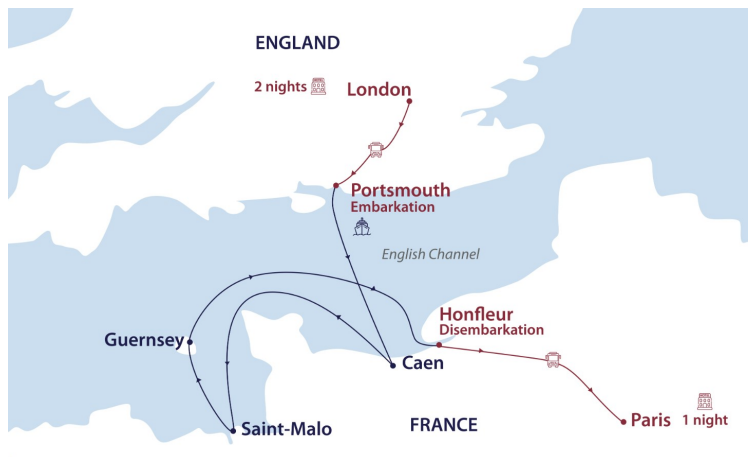 ENGLAND
2 nights
London
Portsmouth
Embarkation
English Channel
Honfleur
Disembarkation
Guernsey
Caen
Saint-Malo
FRANCE
Paris
1 night